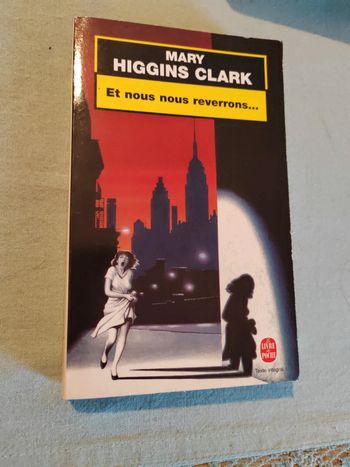 MARY
HIGGINS CLARK
Et nous nous reverrons...
LE LIVRE
DE POCHE
Texte intégral